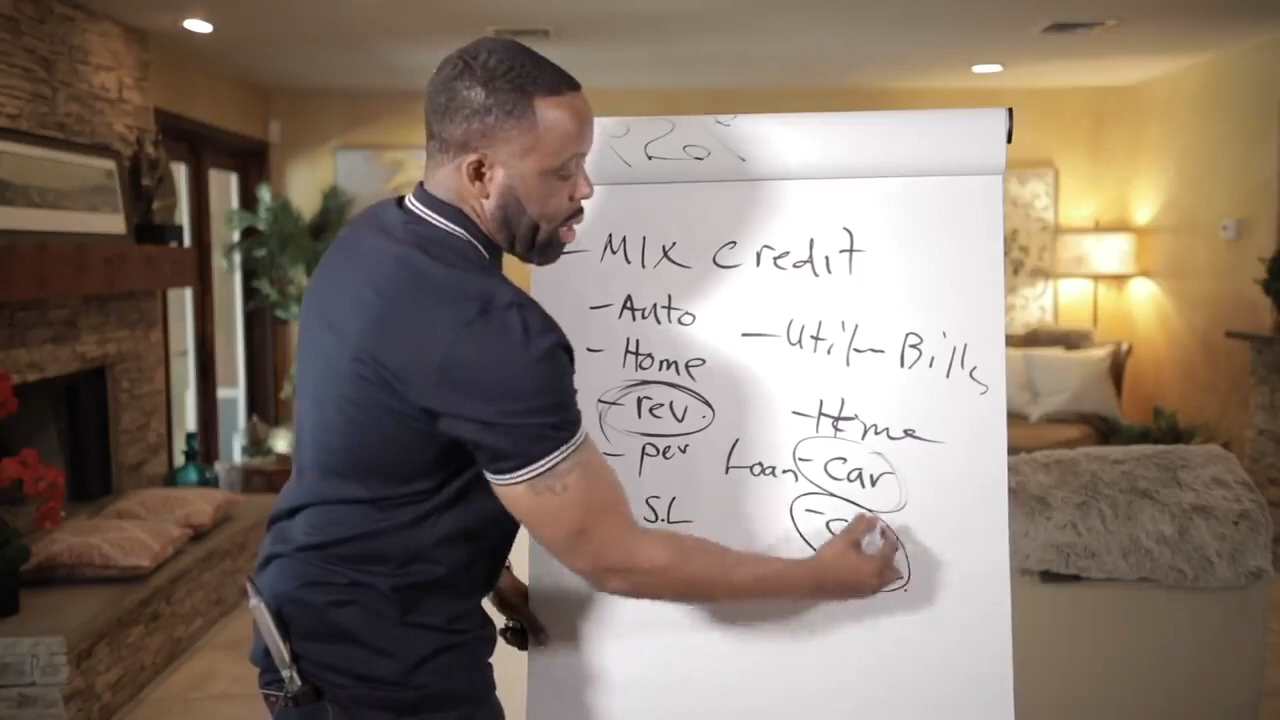 - MIX credit
- Auto
- Home
- rev.
- per
S.L
- Util- Bills
- Home
Loan - car